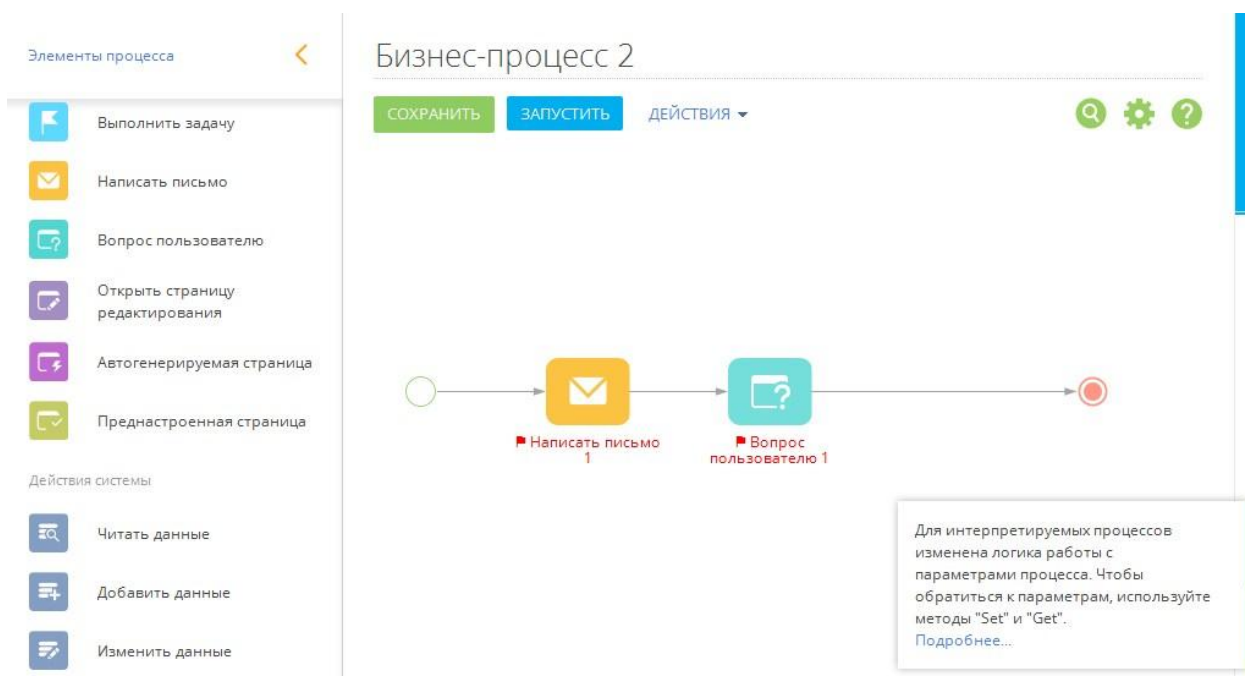 Элементы процесса
Выполнить задачу
Написать письмо
Вопрос пользователю
Открыть страницу
редактирования
Автогенерируемая страница
Преднастроенная страница
Действия системы
Читать данные
Добавить данные
Изменить данные
Бизнес-процесс 2
СОХРАНИТЬ ЗАПУСТИТЬ ДЕЙСТВИЯ
Написать письмо
1
Вопрос
пользователю 1
Для интерпретируемых процессов
изменена логика работы с
параметрами процесса. Чтобы
обратиться к параметрам, используйте
методы "Set" и "Get".
Подробнее...